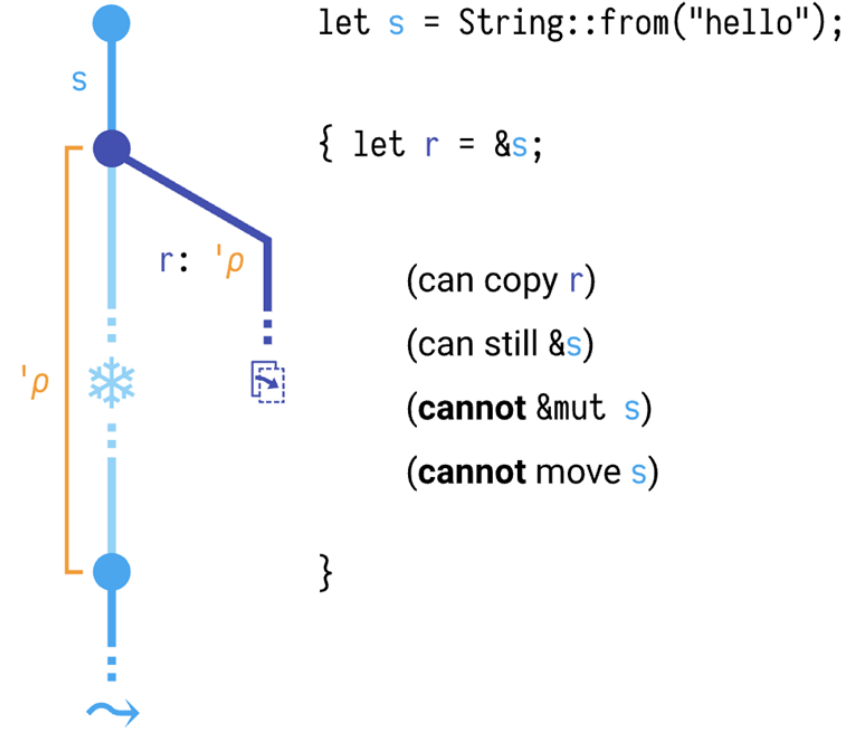 let s = String::from("hello");
s
{ let r = &s;
r: 'ρ
(can copy r)
(can still &s)
'ρ
(cannot &mut s)
(cannot move s)
}